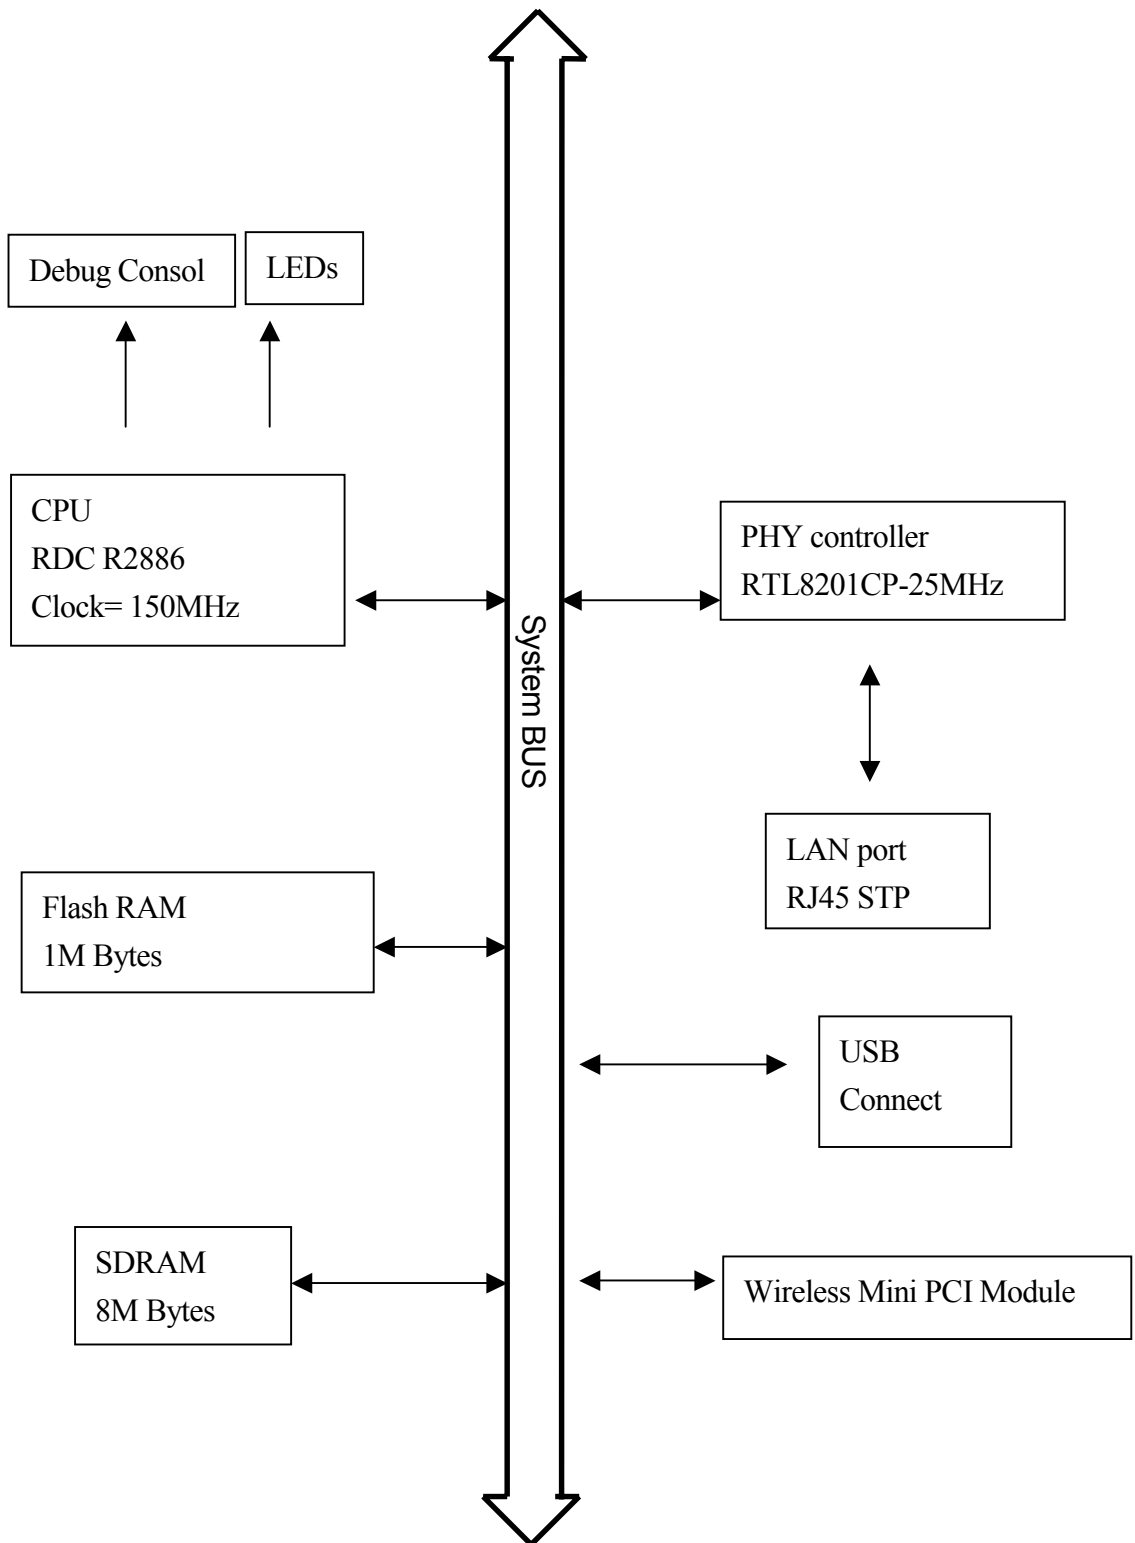 Debug Consol
LEDs
CPU
RDC R2886
Clock= 150MHz
PHY controller
RTL8201CP-25MHz
System BUS
LAN port
RJ45 STP
Flash RAM
1M Bytes
USB
Connect
SDRAM
8M Bytes
Wireless Mini PCI Module